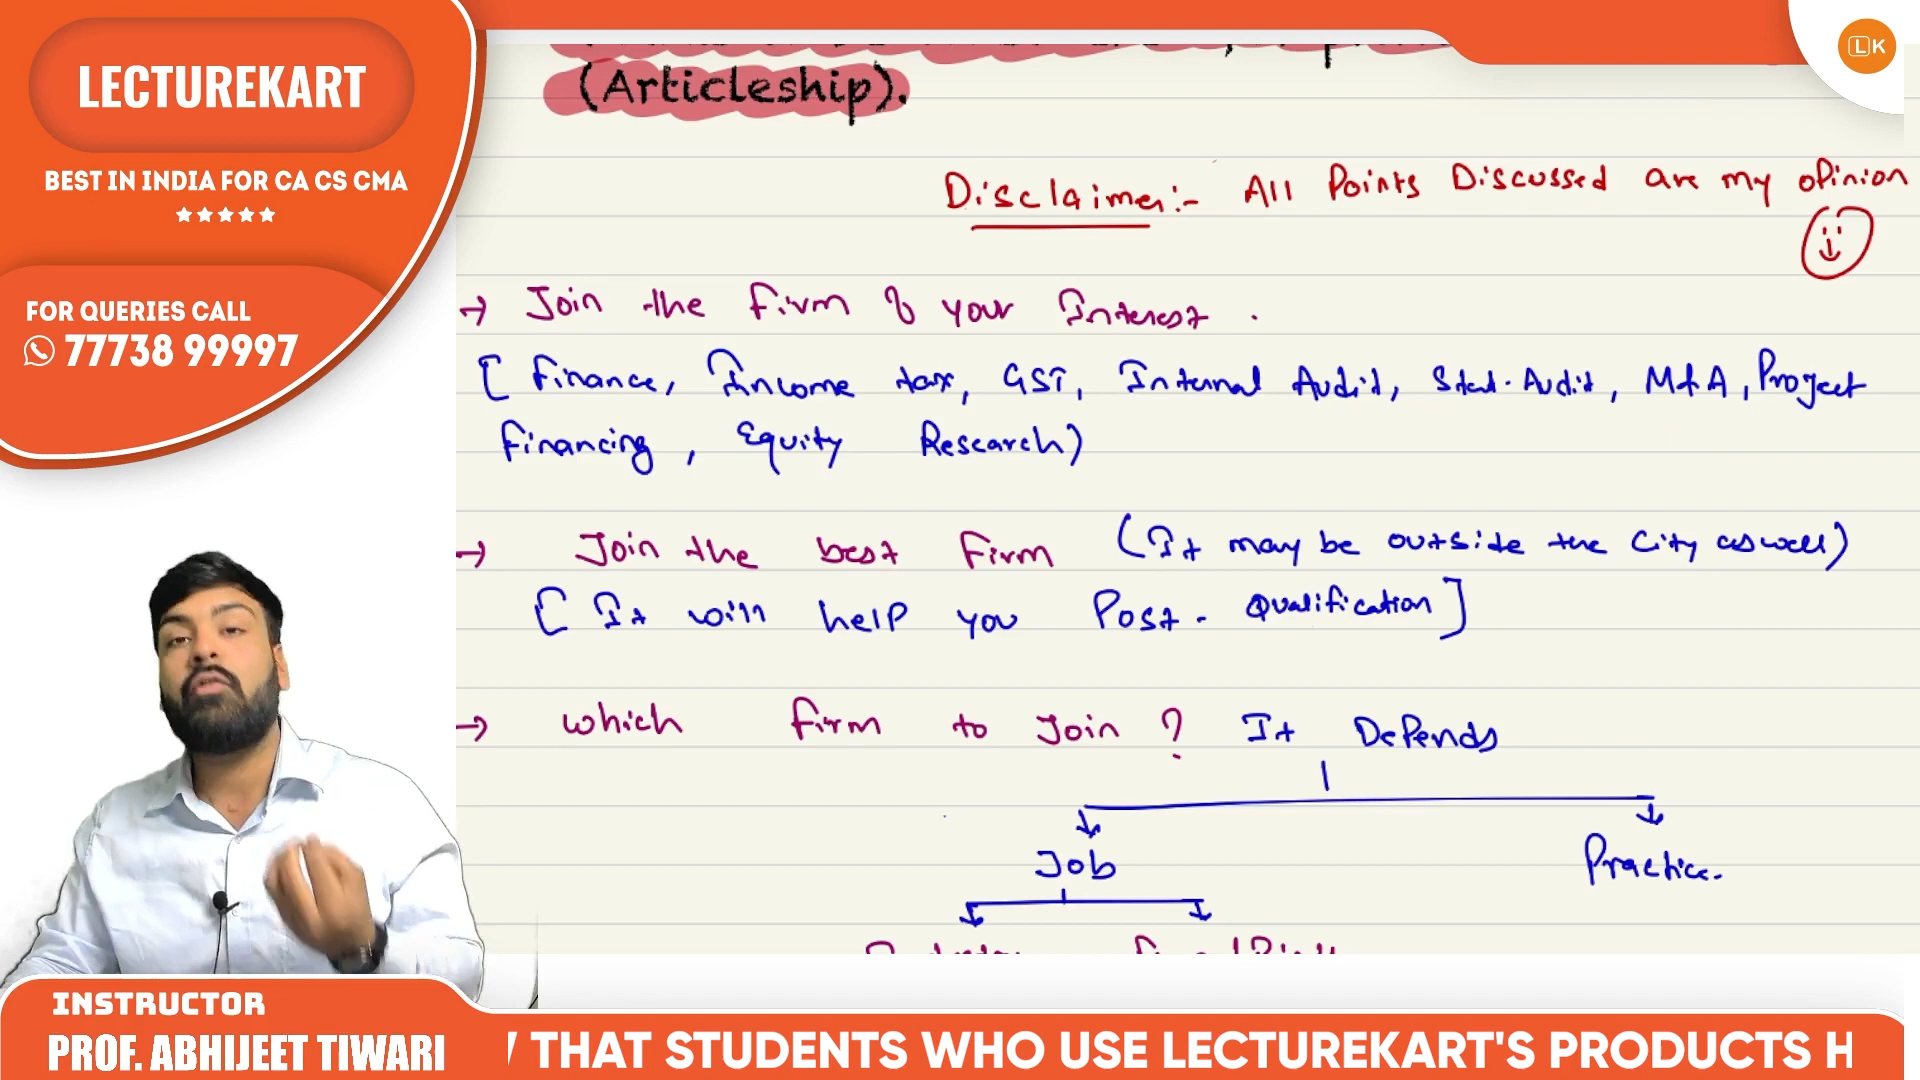 LECTUREKART
BEST IN INDIA FOR CA CS CMA
FOR QUERIES CALL
77738 99997
LK
(Articleship).
Disclaimer:- All Points Discussed are my opinion
→ Join the firm of your Interest.
[ Finance, Income tax, GST, Internal Audit, Stat. Audit, M&A, Project
financing, Equity Research)
→ Join the best Firm (It may be outside the City aswell)
[ It will help you Post-Qualification ]
→ which firm to Join ? It Depends
Job
Practice.
INSTRUCTOR
PROF. ABHIJEET TIWARI
THAT STUDENTS WHO USE LECTUREKART'S PRODUCTS H